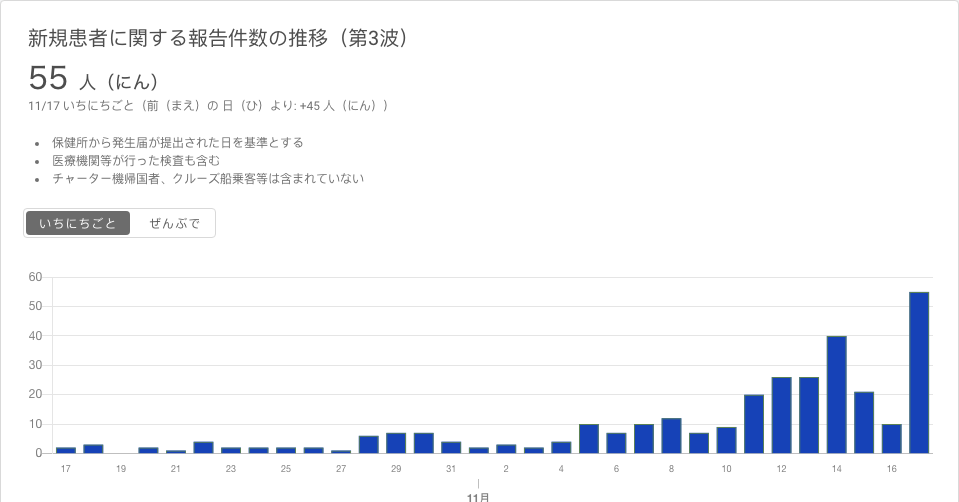 新規患者に関する報告件数の推移（第3波）
55 人（にん）
11/17 いちにちごと（前（まえ）の 日（ひ）より: +45 人（にん））
• 保健所から発生届が提出された日を基準とする
• 医療機関等が行った検査も含む
• チャーター機帰国者、クルーズ船乗客等は含まれていない
いちにちごと ぜんぶで
60
50
40
30
20
10
0
17 19 21 23 25 27 29 31 2 4 6 8 10 12 14 16
11月